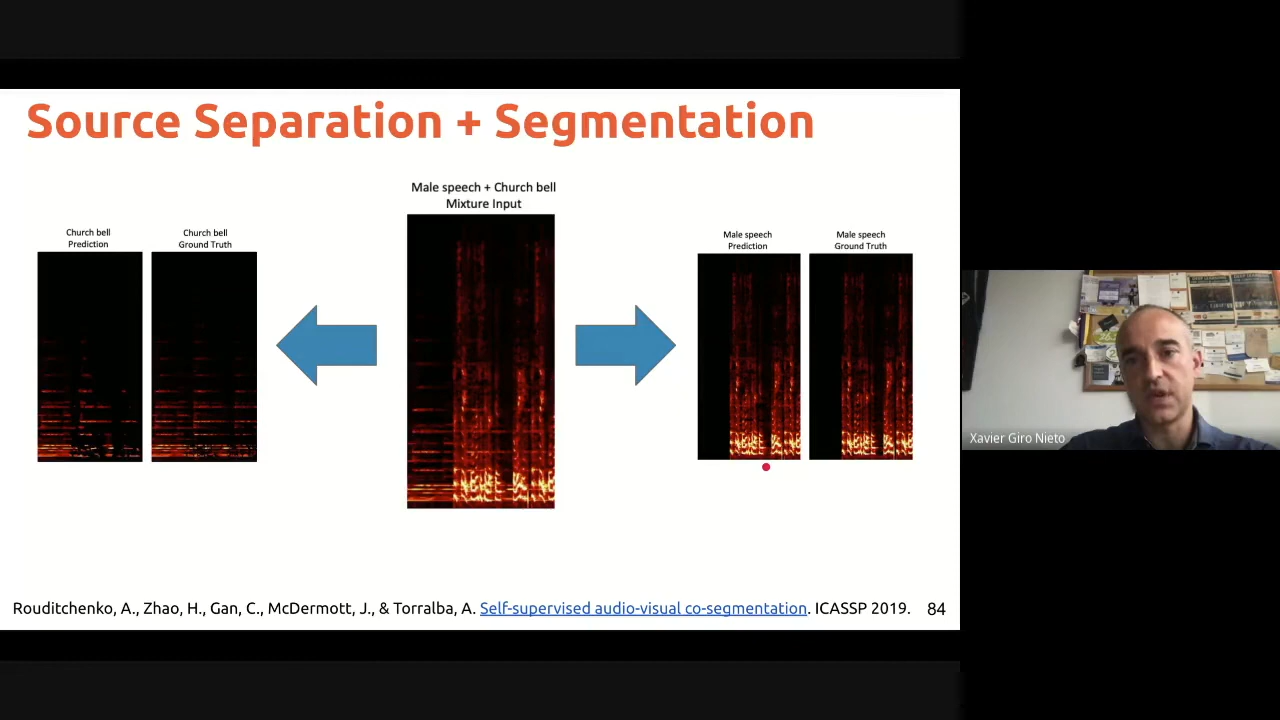 Source Separation + Segmentation
Male speech + Church bell
Mixture Input
Church bell
Prediction
Church bell
Ground Truth
Male speech
Prediction
Male speech
Ground Truth
Xavier Giro Nieto
Rouditchenko, A., Zhao, H., Gan, C., McDermott, J., & Torralba, A. Self-supervised audio-visual co-segmentation. ICASSP 2019. 84